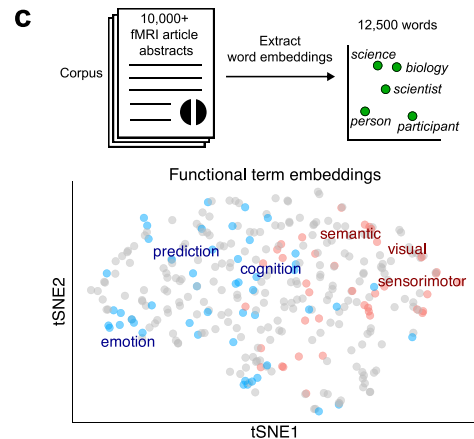 C
10,000+
fMRI article
abstracts
Corpus
Extract
word embeddings
12,500 words
science
biology
scientist
person
participant
Functional term embeddings
semantic
prediction
visual
cognition
sensorimotor
emotion
tSNE2
tSNE1